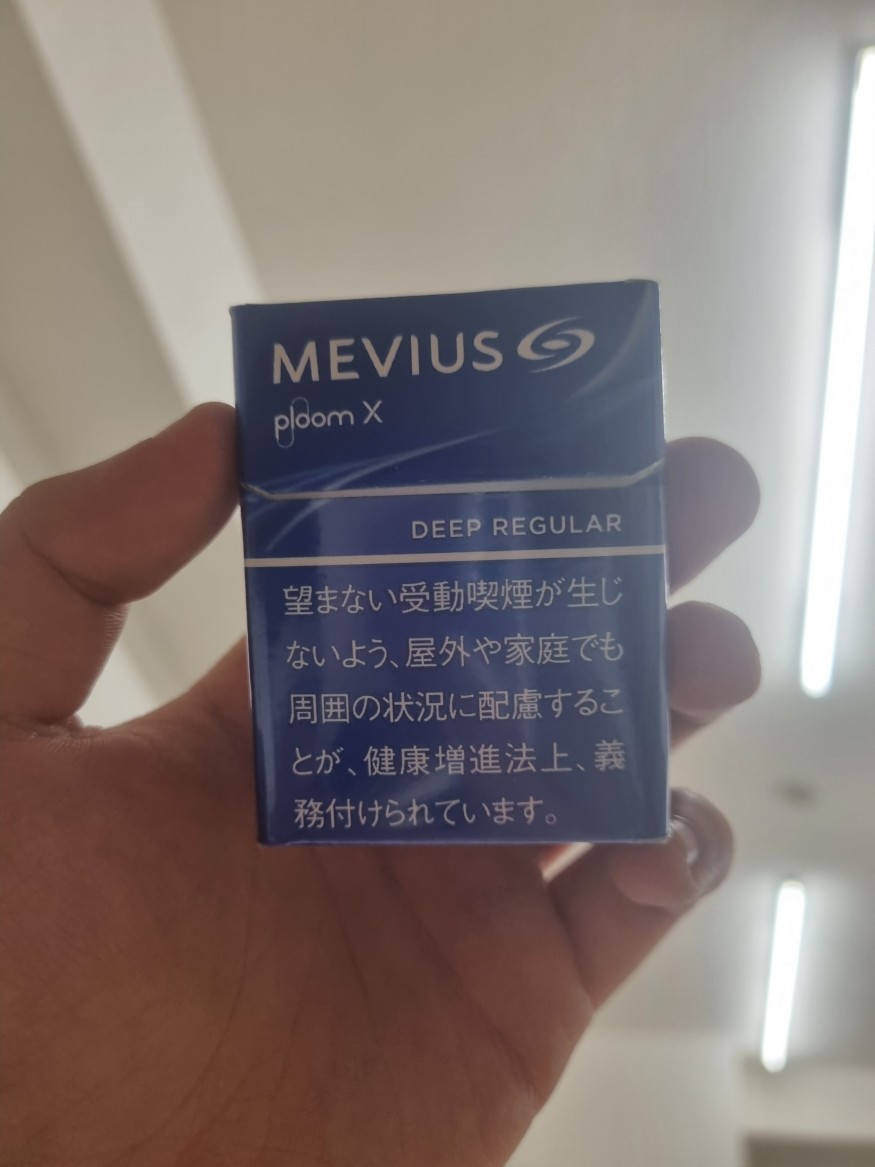 MEVIUS
ploom X
DEEP REGULAR
望まない受動喫煙が生じ
ないよう、屋外や家庭でも
周囲の状況に配慮するこ
とが、健康増進法上、義
務付けられています。